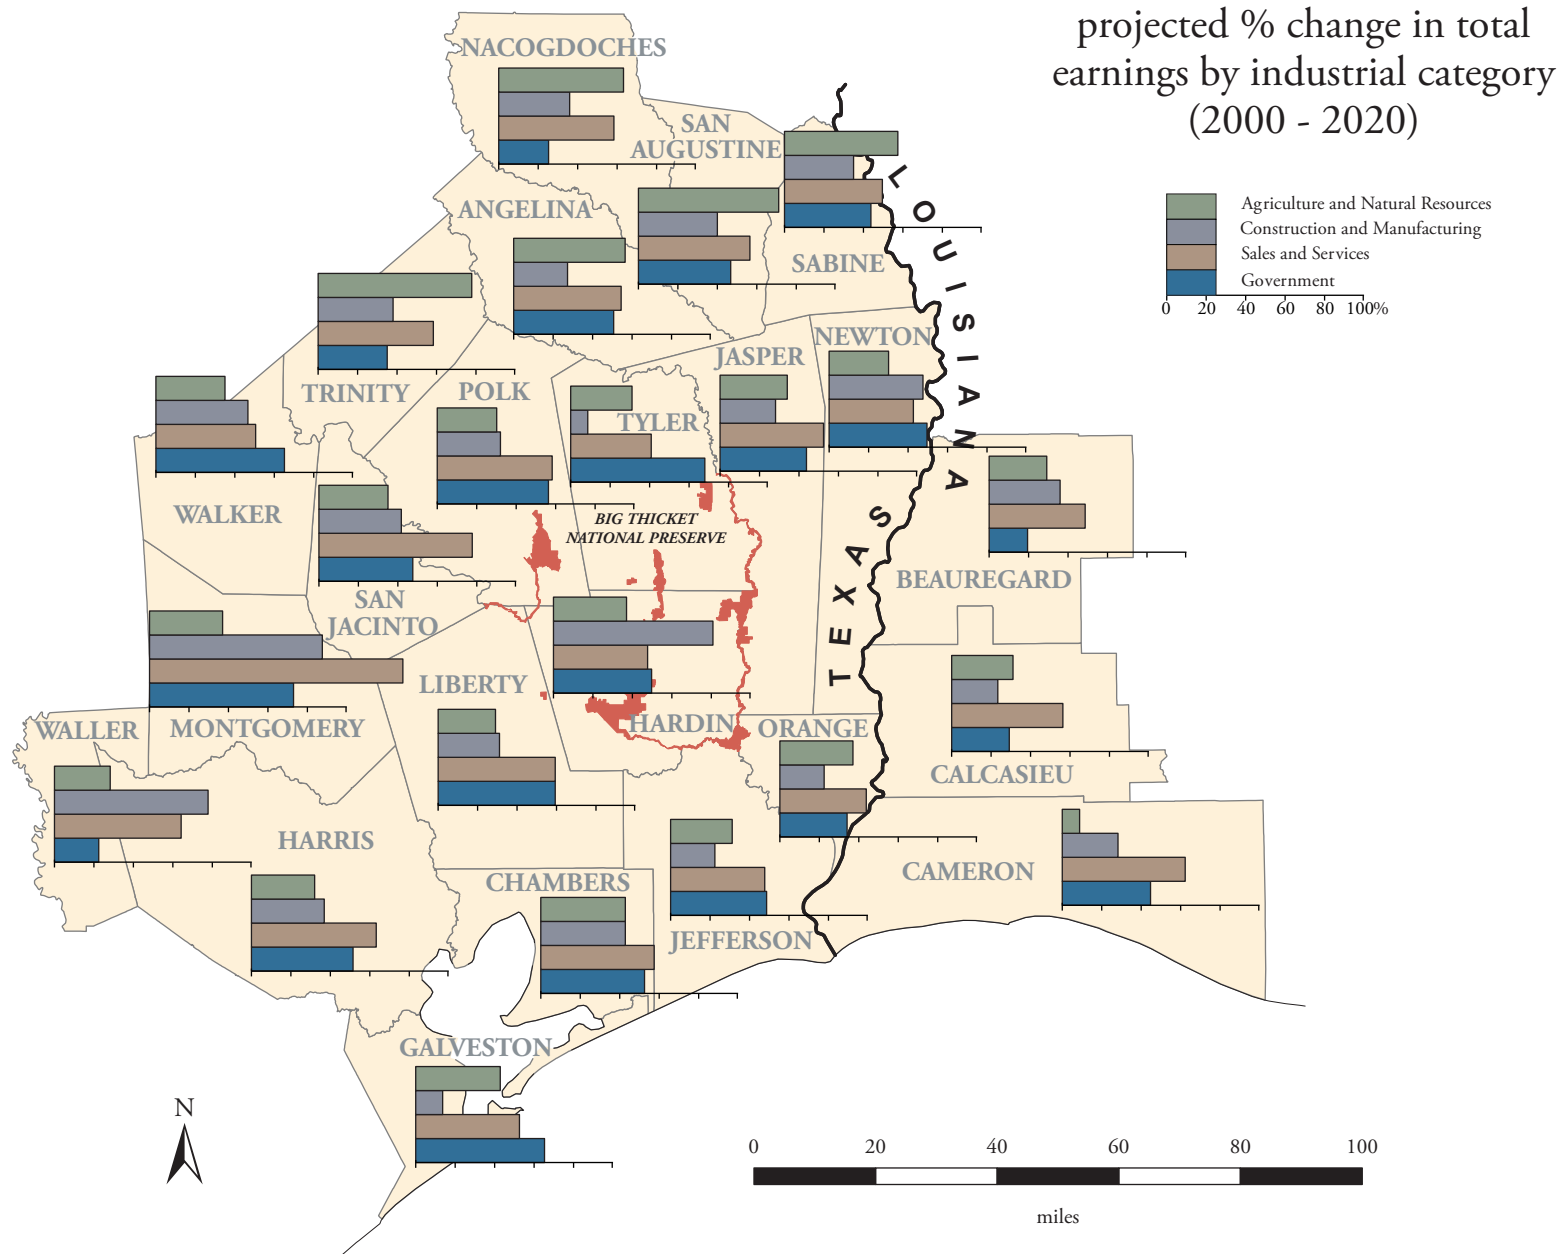 projected % change in total
earnings by industrial category
(2000 - 2020)
Agriculture and Natural Resources
Construction and Manufacturing
Sales and Services
Government
0 20 40 60 80 100%
NACOGDOCHES
SAN
AUGUSTINE
ANGELINA
SABINE
LOUISIANA
TEXAS
NEWTON
JASPER
TRINITY
POLK
TYLER
WALKER
BIG THICKET
NATIONAL PRESERVE
BEAUREGARD
SAN
JACINTO
LIBERTY
WALLER
MONTGOMERY
HARDIN
ORANGE
CALCASIEU
HARRIS
CAMERON
CHAMBERS
JEFFERSON
GALVESTON
N
0 20 40 60 80 100
miles